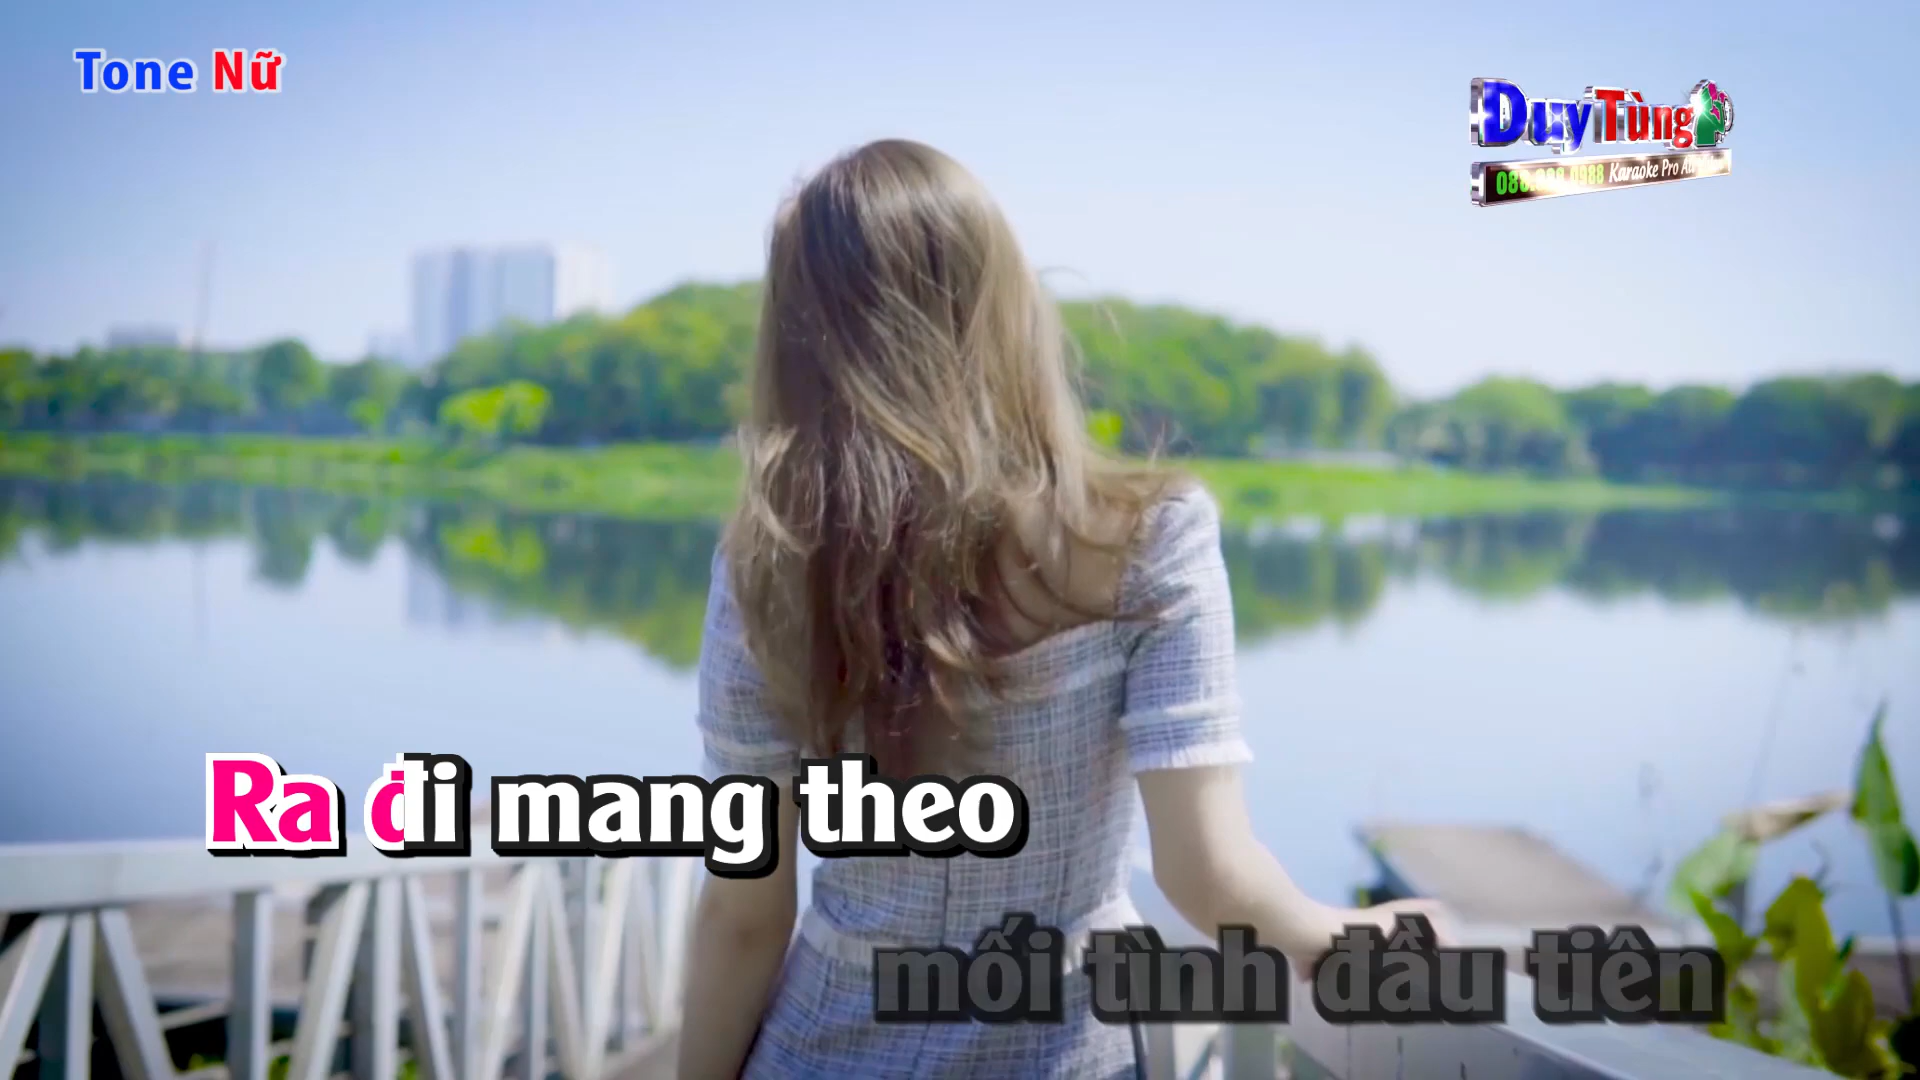 Tone Nữ
Duy Tùng
Karaoke Pro
Ra đi mang theo
mối tình đầu tiên